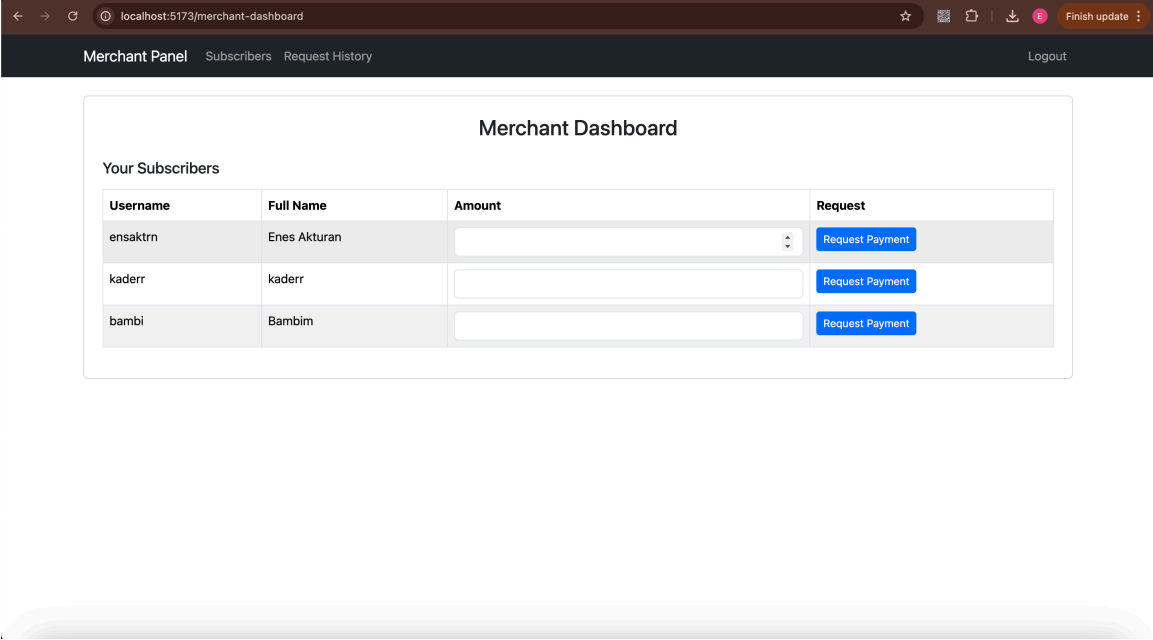 localhost:5173/merchant-dashboard E Finish update
Merchant Panel Subscribers Request History Logout
Merchant Dashboard
Your Subscribers
Username Full Name Amount Request
ensaktrn Enes Akturan Request Payment
kaderr kaderr Request Payment
bambi Bambim Request Payment